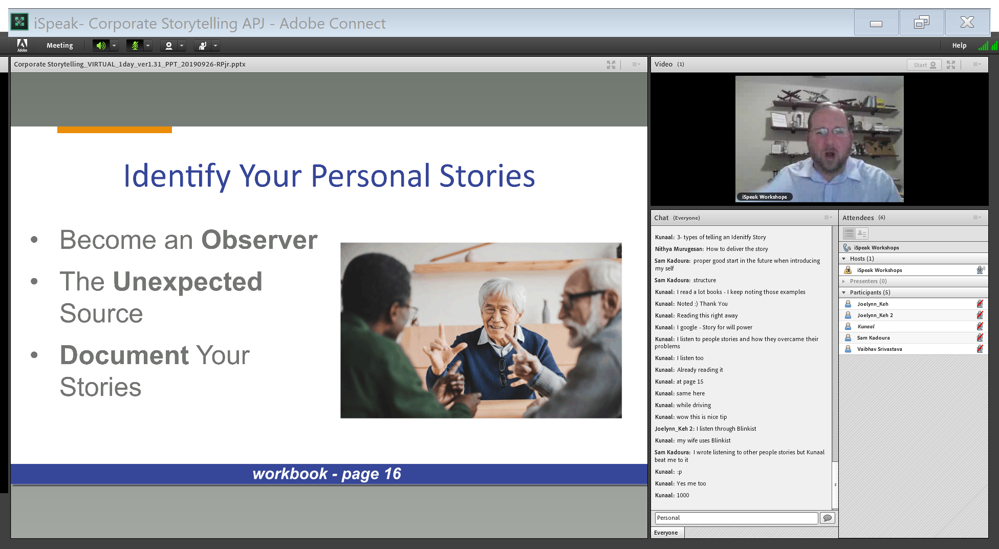 iSpeak- Corporate Storytelling APJ - Adobe Connect
Adobe
Meeting
Help
Corporate Storytelling_VIRTUAL_1day_ver1.31_PPT_20190926-RPjr.pptx
Identify Your Personal Stories
• Become an Observer
• The Unexpected
Source
• Document Your
Stories
workbook - page 16
Video (1)
Start
iSpeak Workshops
Chat (Everyone)
Kunaal: 3- types of telling an Idenitfy Story
Nithya Murugesan: How to deliver the story
Sam Kadoura: proper good start in the future when introducing
my self
Sam Kadoura: structure
Kunaal: I read a lot books - I keep noting those examples
Kunaal: Noted :) Thank You
Kunaal: Reading this right away
Kunaal: I google - Story for will power
Kunaal: I listen to people stories and how they overcame their
problems
Kunaal: I listen too
Kunaal: Already reading it
Kunaal: at page 15
Kunaal: same here
Kunaal: while driving
Kunaal: wow this is nice tip
Joelynn_Keh 2: I listen through Blinkist
Kunaal: my wife uses Blinkist
Sam Kadoura: I wrote listening to other people stories but Kunaal
beat me to it
Kunaal: :p
Kunaal: Yes me too
Kunaal: 1000
Personal
Everyone
Attendees (6)
iSpeak Workshops
Hosts (1)
iSpeak Workshops
Presenters (0)
Participants (5)
Joelynn_Keh
Joelynn_Keh 2
Kunaal
Sam Kadoura
Vaibhav Srivastava